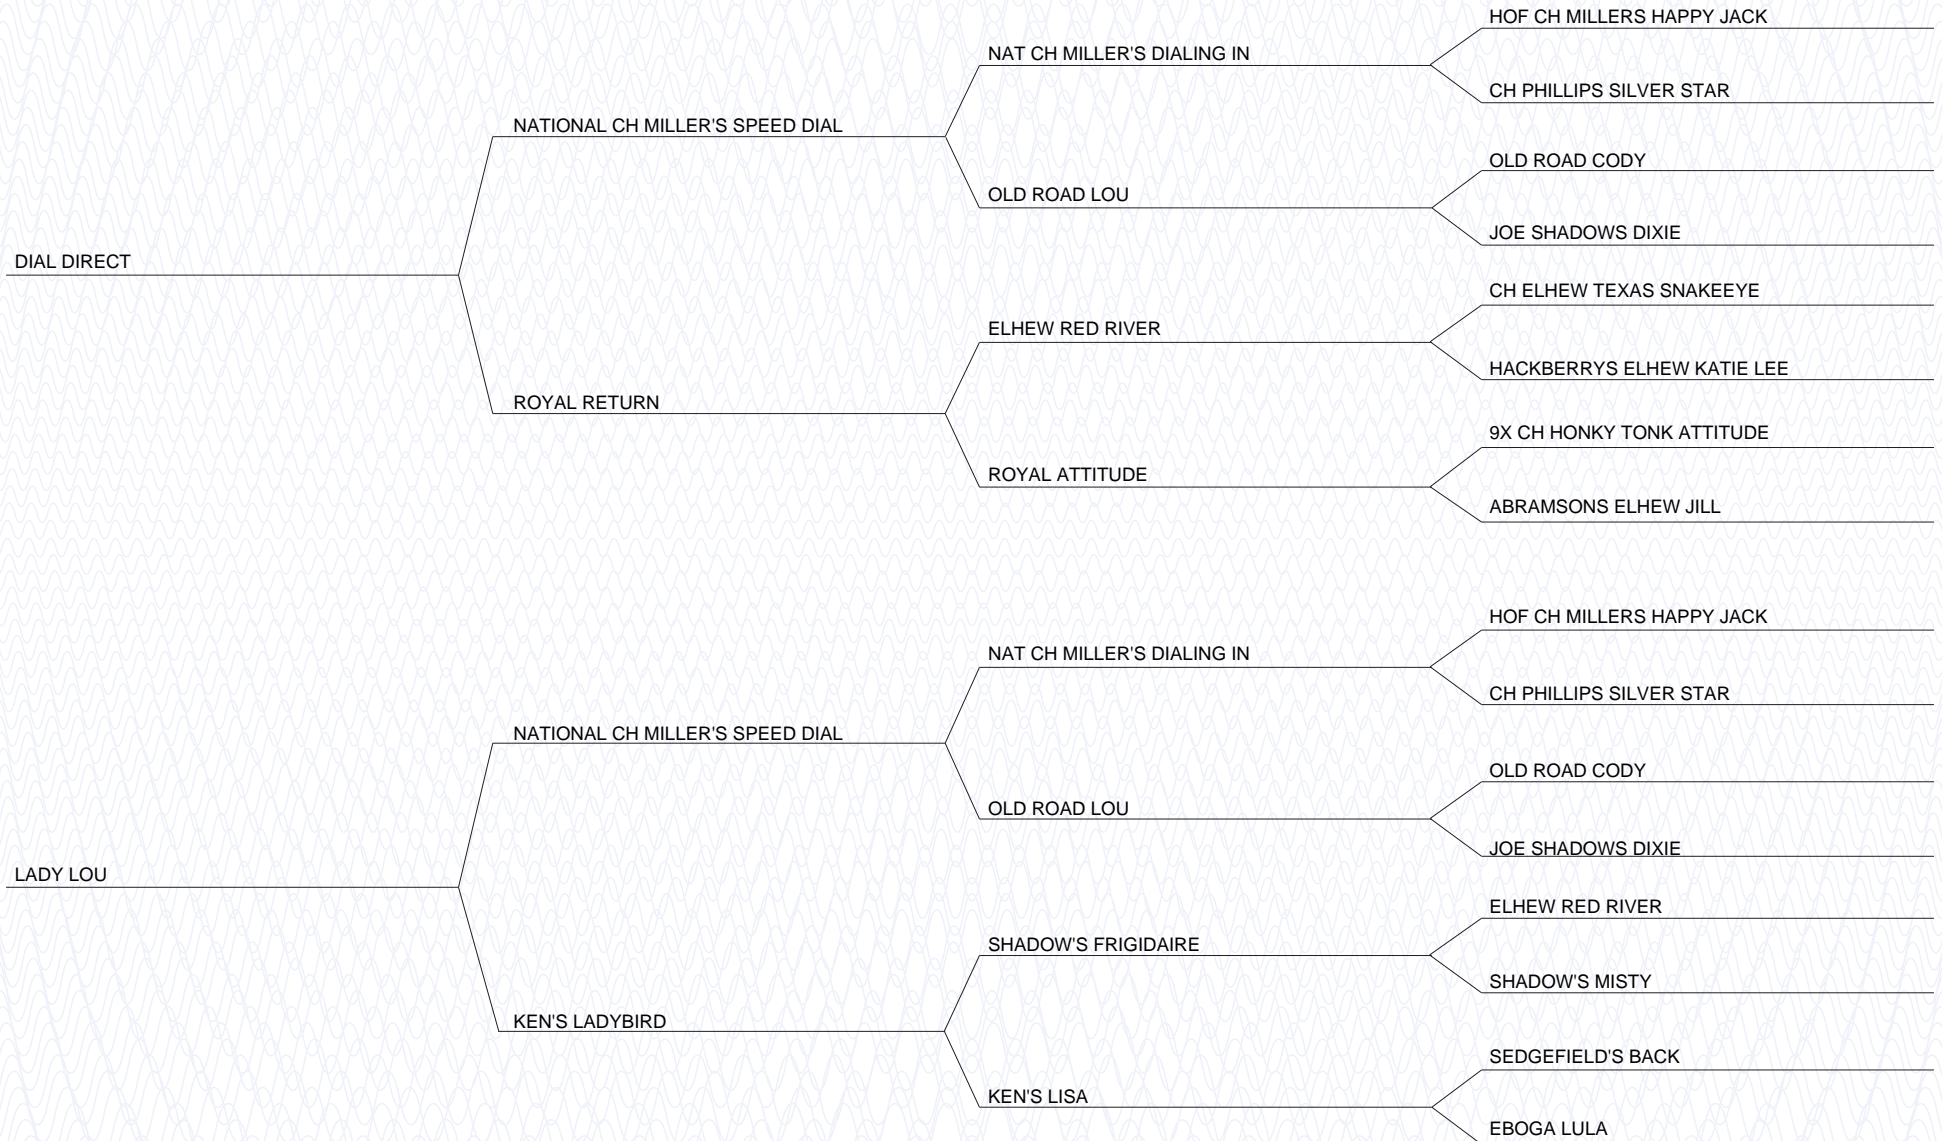 HOF CH MILLERS HAPPY JACK
NAT CH MILLER'S DIALING IN
CH PHILLIPS SILVER STAR
NATIONAL CH MILLER'S SPEED DIAL
OLD ROAD CODY
OLD ROAD LOU
JOE SHADOWS DIXIE
DIAL DIRECT
CH ELHEW TEXAS SNAKEEYE
ELHEW RED RIVER
HACKBERRYS ELHEW KATIE LEE
ROYAL RETURN
9X CH HONKY TONK ATTITUDE
ROYAL ATTITUDE
ABRAMSONS ELHEW JILL
HOF CH MILLERS HAPPY JACK
NAT CH MILLER'S DIALING IN
CH PHILLIPS SILVER STAR
NATIONAL CH MILLER'S SPEED DIAL
OLD ROAD CODY
OLD ROAD LOU
JOE SHADOWS DIXIE
LADY LOU
ELHEW RED RIVER
SHADOW'S FRIGIDAIRE
SHADOW'S MISTY
KEN'S LADYBIRD
SEDGEFIELD'S BACK
KEN'S LISA
EBOGA LULA